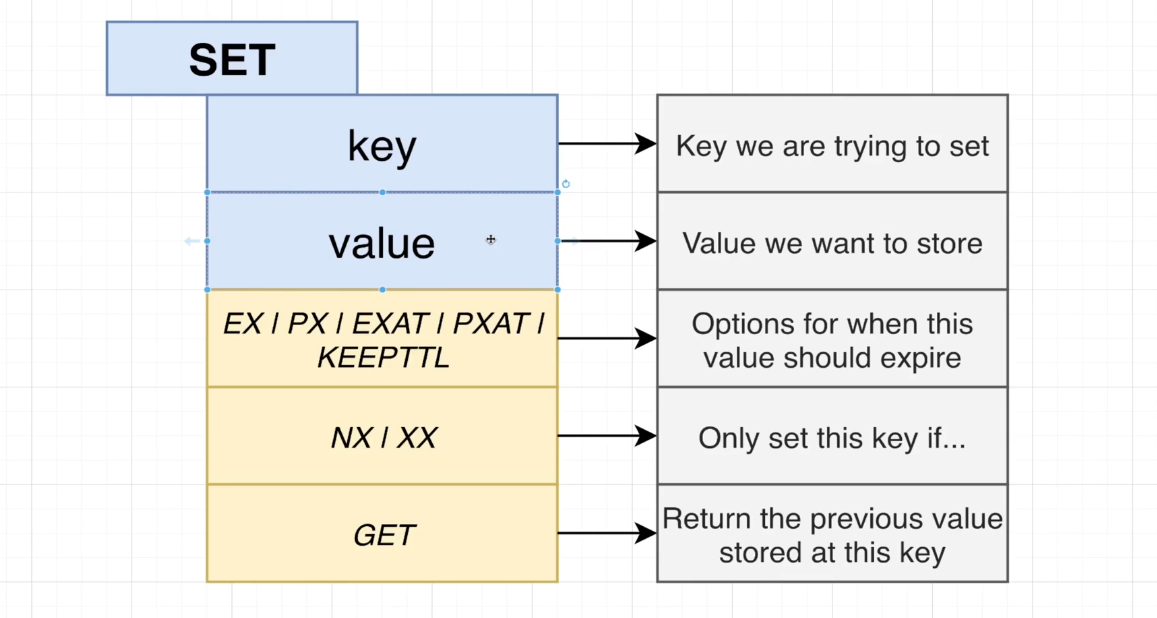 SET
key
Key we are trying to set
value
Value we want to store
EX | PX | EXAT | PXAT |
KEEPTTL
Options for when this
value should expire
NX | XX
Only set this key if...
GET
Return the previous value
stored at this key